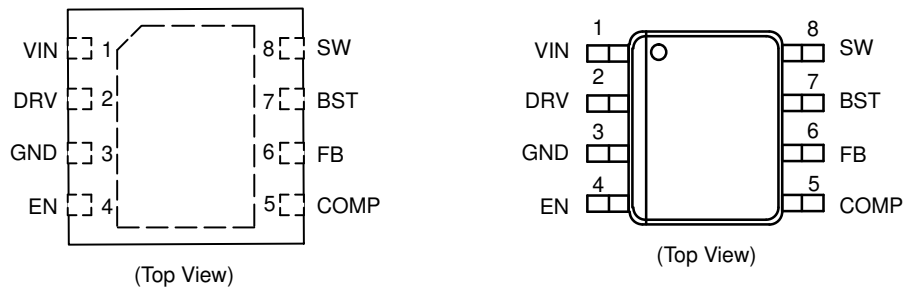 VIN 1 8 SW
DRV 2 7 BST
GND 3 6 FB
EN 4 5 COMP
(Top View)
1 8
VIN SW
2 7
DRV BST
3 6
GND FB
4 5
EN COMP
(Top View)